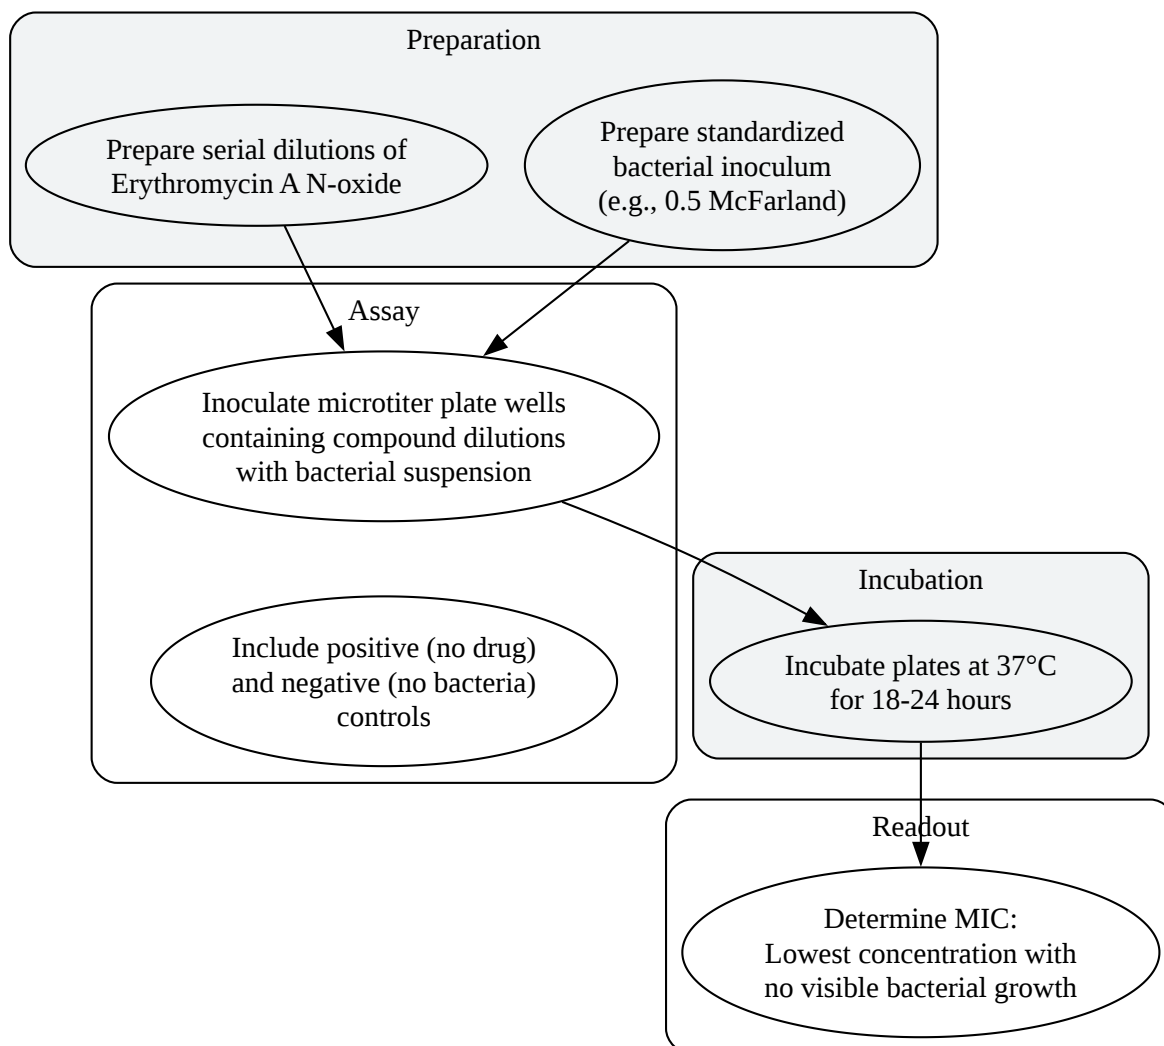 Preparation
Prepare serial dilutions of
Erythromycin A N-oxide
Prepare standardized
bacterial inoculum
(e.g., 0.5 McFarland)
Assay
Inoculate microtiter plate wells
containing compound dilutions
with bacterial suspension
Include positive (no drug)
and negative (no bacteria)
controls
Incubation
Incubate plates at 37°C
for 18-24 hours
Readout
Determine MIC:
Lowest concentration with
no visible bacterial growth